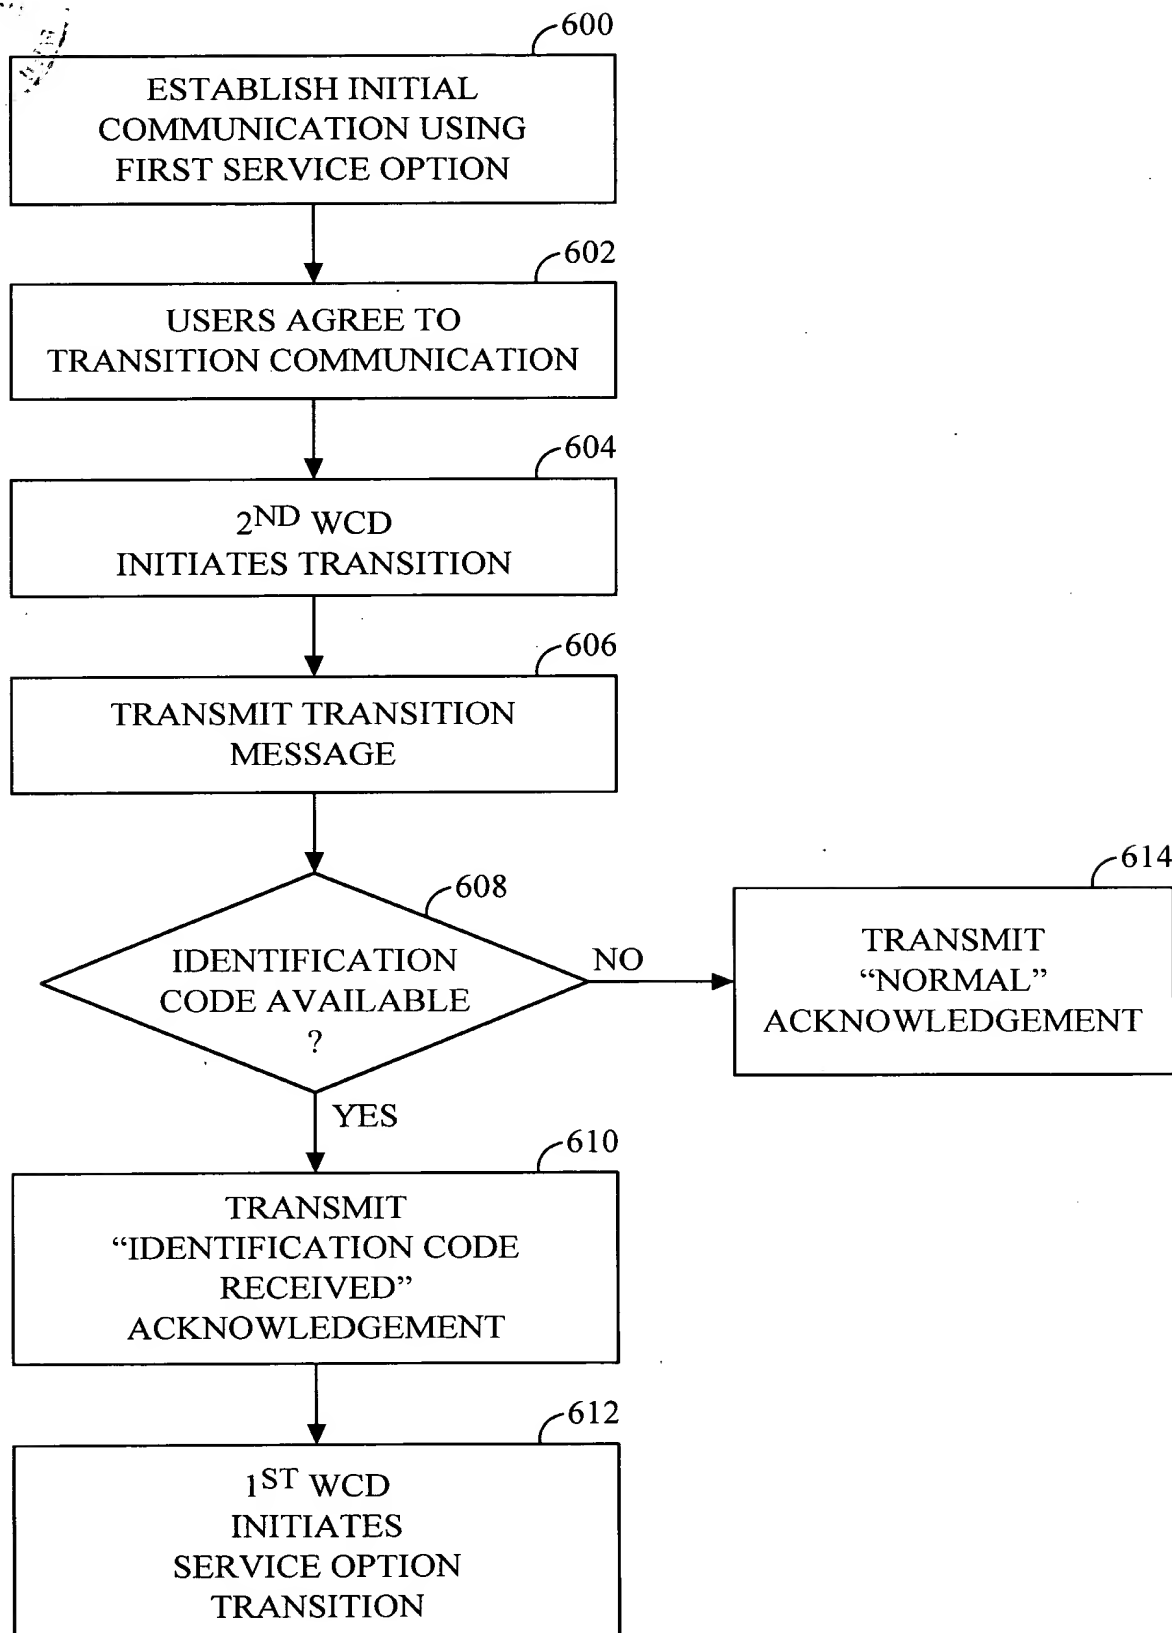 600
ESTABLISH INITIAL
COMMUNICATION USING
FIRST SERVICE OPTION
602
USERS AGREE TO
TRANSITION COMMUNICATION
604
2ND WCD
INITIATES TRANSITION
606
TRANSMIT TRANSITION
MESSAGE
608
IDENTIFICATION
CODE AVAILABLE
?
NO
614
TRANSMIT
“NORMAL”
ACKNOWLEDGEMENT
YES
610
TRANSMIT
“IDENTIFICATION CODE
RECEIVED”
ACKNOWLEDGEMENT
612
1ST WCD
INITIATES
SERVICE OPTION
TRANSITION